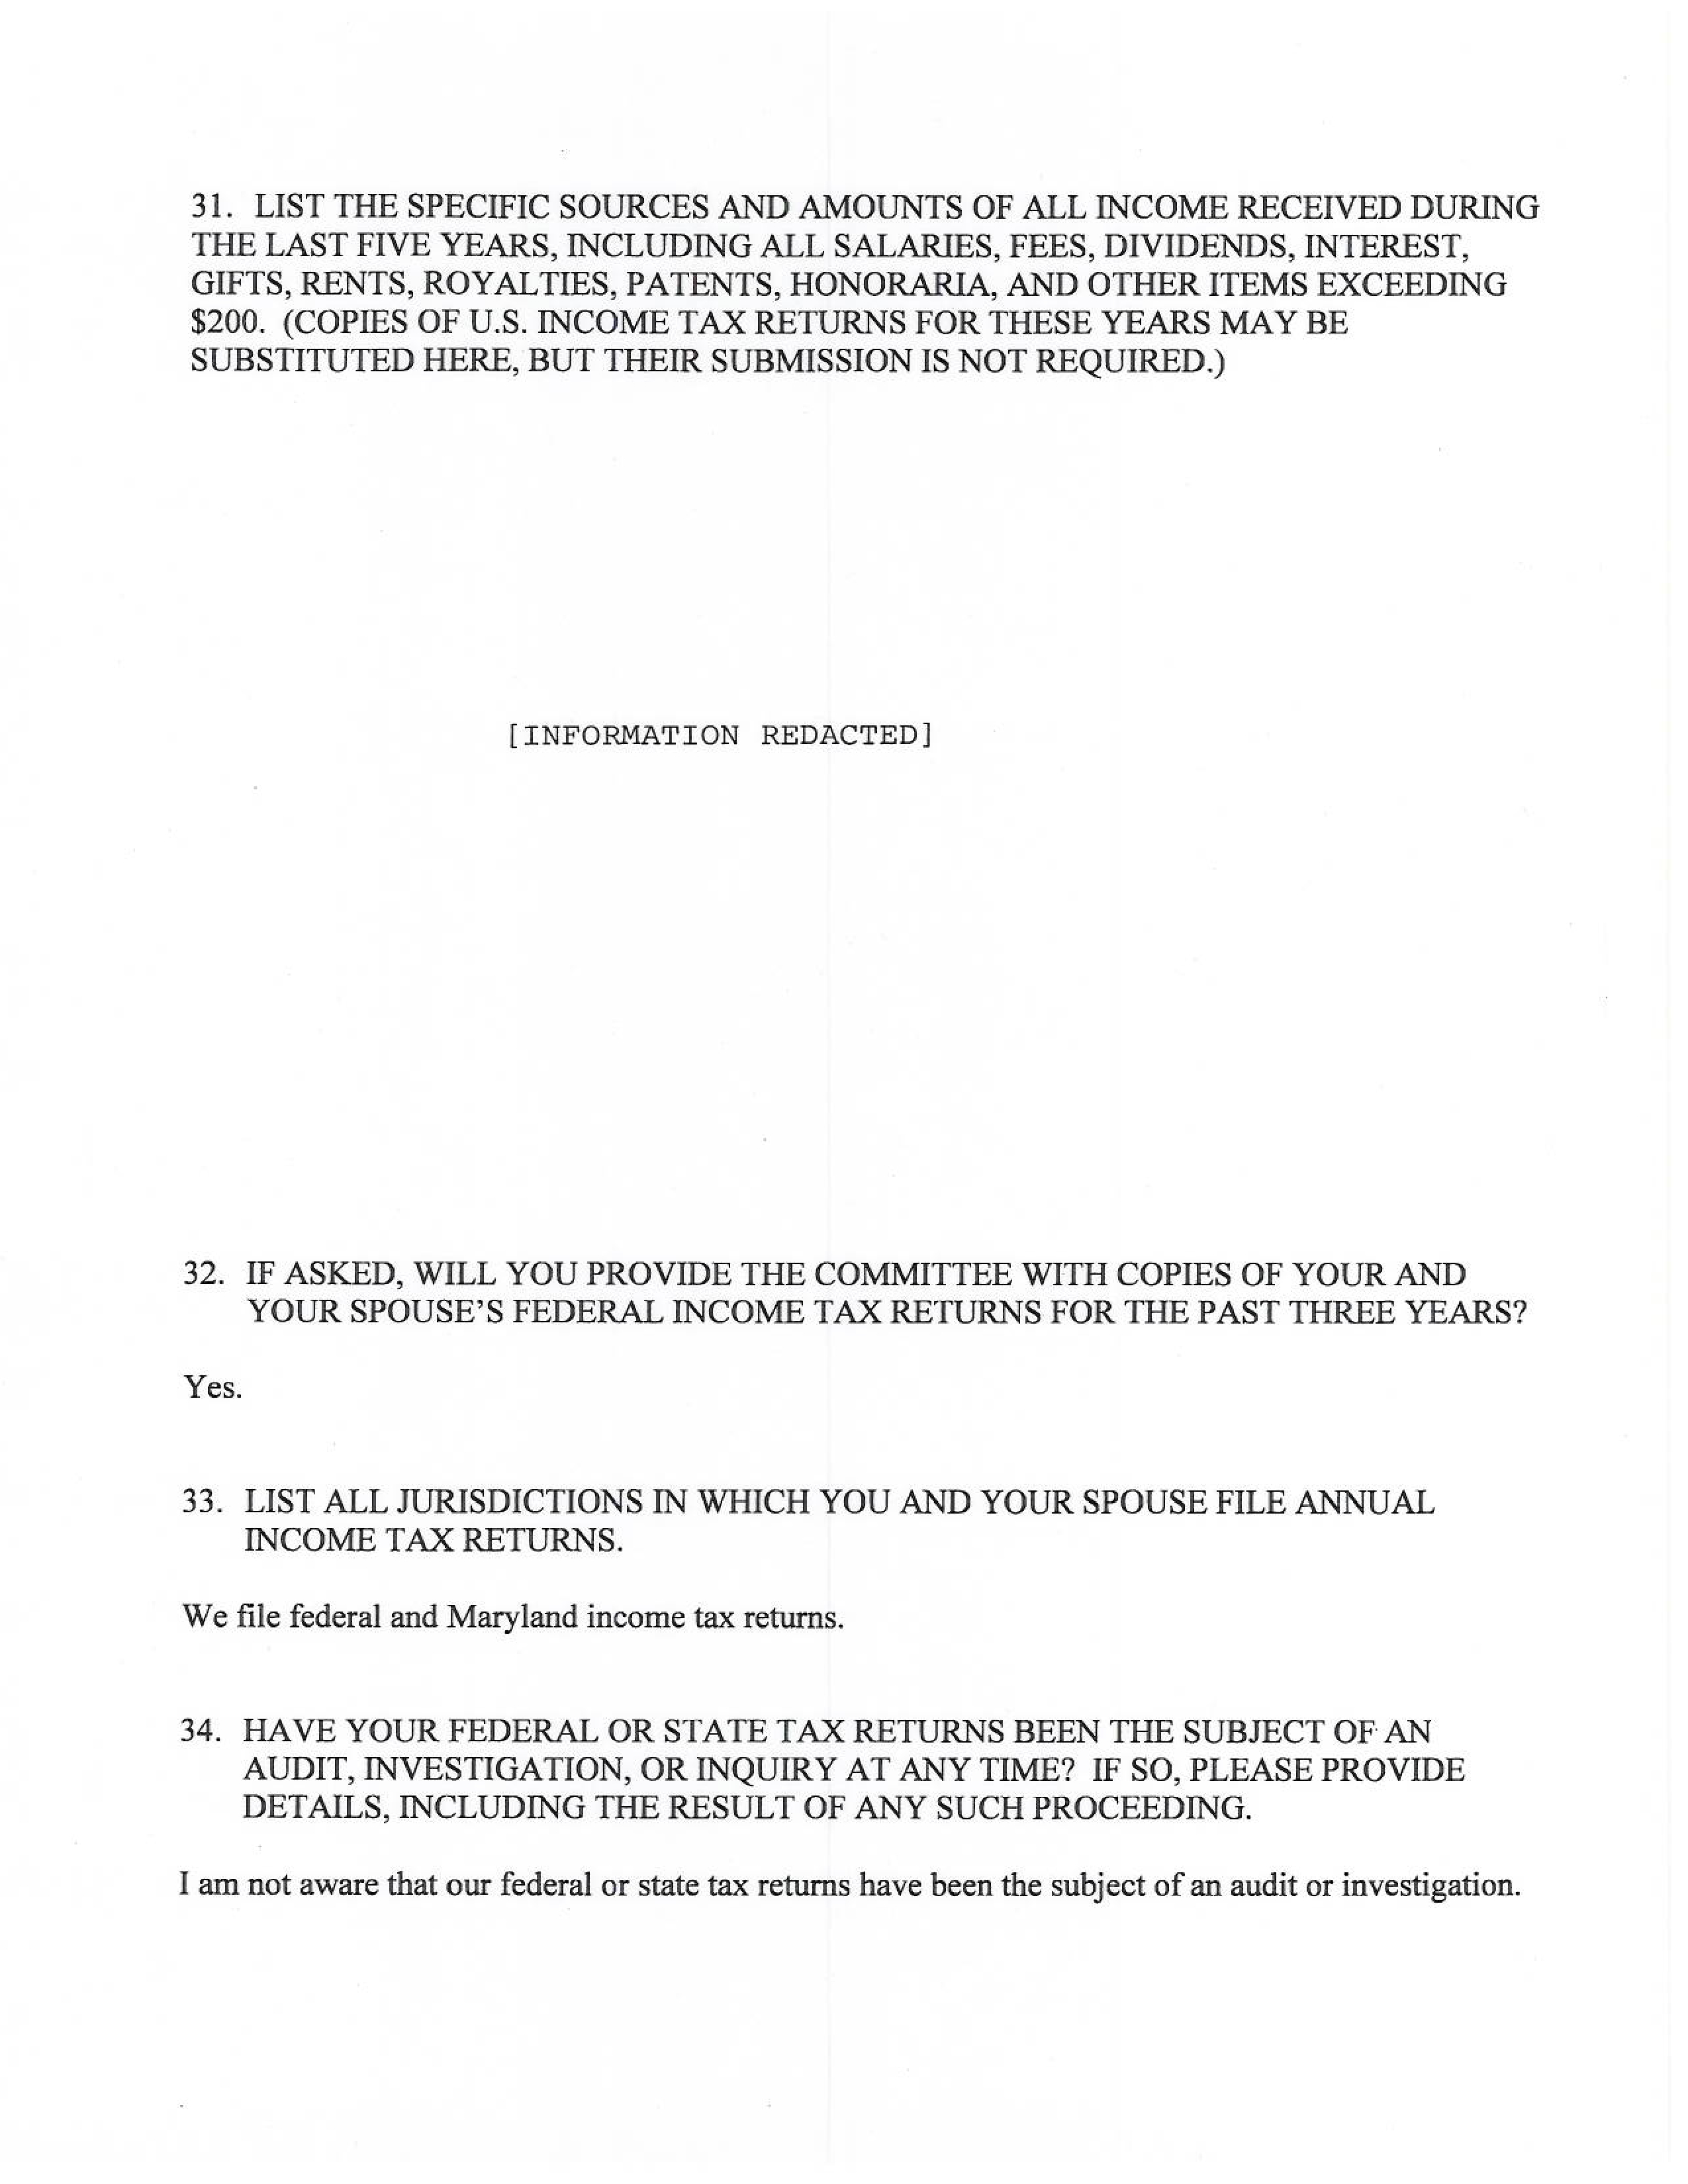 31. LIST THE SPECIFIC SOURCES AND AMOUNTS OF ALL INCOME RECEIVED DURING
THE LAST FIVE YEARS, INCLUDING ALL SALARIES, FEES, DIVIDENDS, INTEREST,
GIFTS, RENTS, ROYALTIES, PATENTS, HONORARIA, AND OTHER ITEMS EXCEEDING
$200. (COPIES OF U.S. INCOME TAX RETURNS FOR THESE YEARS MAY BE
SUBSTITUTED HERE, BUT THEIR SUBMISSION IS NOT REQUIRED.)
[INFORMATION REDACTED]
32. IF ASKED, WILL YOU PROVIDE THE COMMITTEE WITH COPIES OF YOUR AND
YOUR SPOUSE'S FEDERAL INCOME TAX RETURNS FOR THE PAST THREE YEARS?
Yes.
33. LIST ALL JURISDICTIONS IN WHICH YOU AND YOUR SPOUSE FILE ANNUAL
INCOME TAX RETURNS.
We file federal and Maryland income tax returns.
34. HAVE YOUR FEDERAL OR STATE TAX RETURNS BEEN THE SUBJECT OF AN
AUDIT, INVESTIGATION, OR INQUIRY AT ANY TIME? IF SO, PLEASE PROVIDE
DETAILS, INCLUDING THE RESULT OF ANY SUCH PROCEEDING.
I am not aware that our federal or state tax returns have been the subject of an audit or investigation.